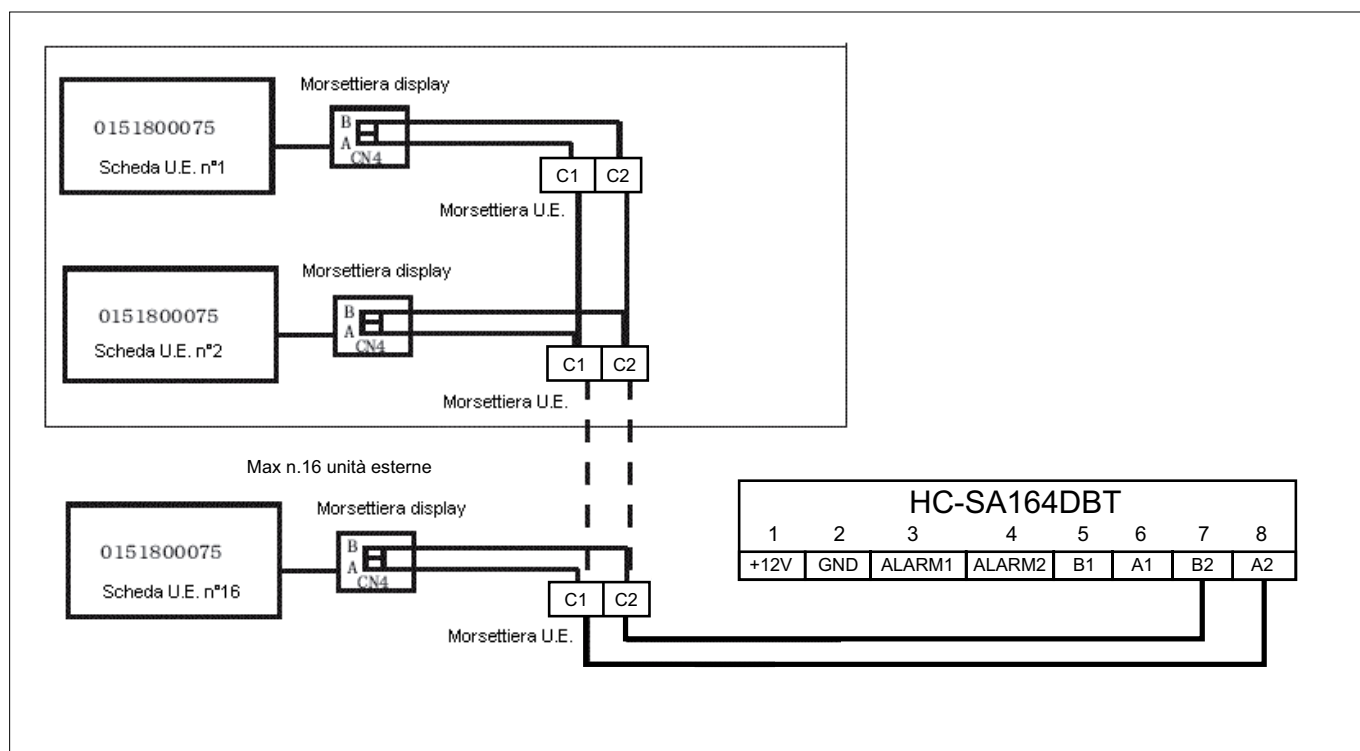 Morsettiera display
0151800075
Scheda U.E. n°1
B
A
CN4
C1 C2
Morsettiera U.E.
Morsettiera display
0151800075
Scheda U.E. n°2
B
A
CN4
C1 C2
Morsettiera U.E.
Max n.16 unità esterne
Morsettiera display
0151800075
Scheda U.E. n°16
B
A
CN4
C1 C2
Morsettiera U.E.
HC-SA164DBT
1 2 3 4 5 6 7 8
+12V GND ALARM1 ALARM2 B1 A1 B2 A2